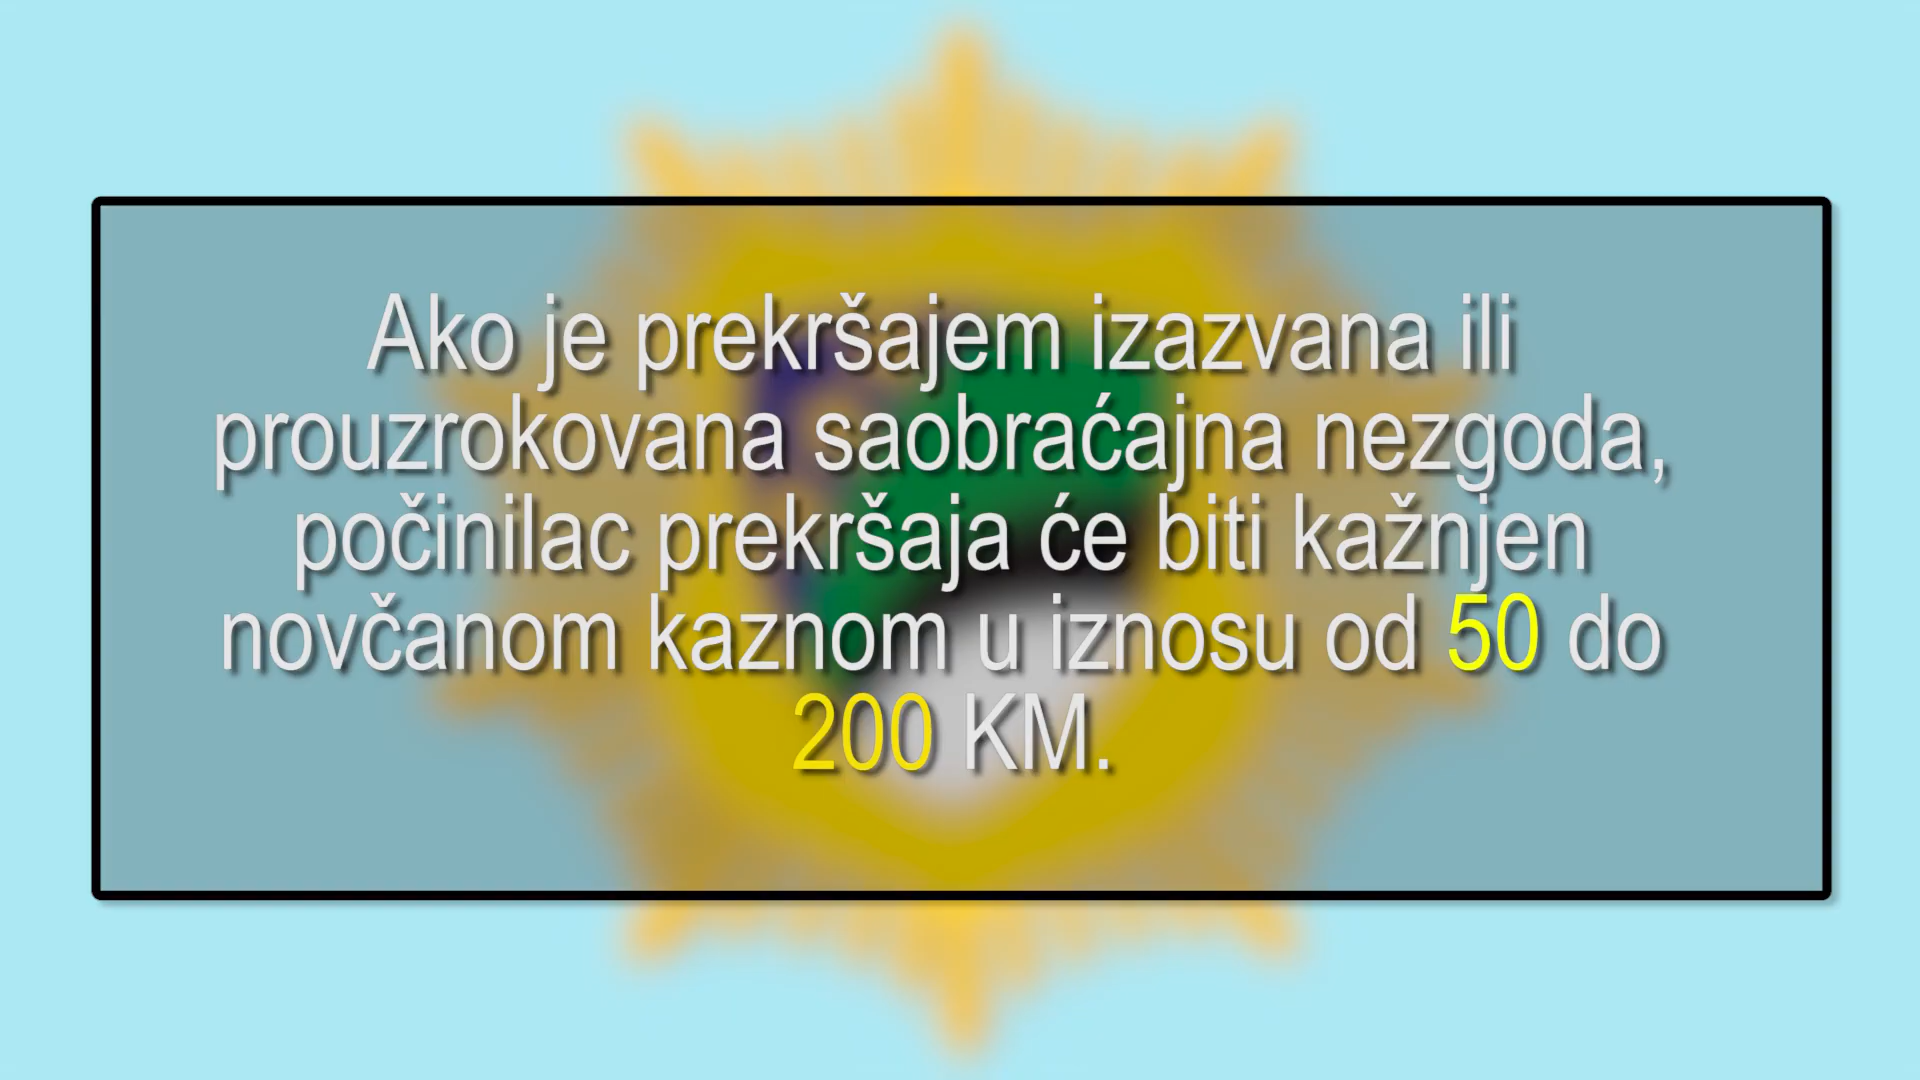 Ako je prekršajem izazvana ili
prouzrokovana saobraćajna nezgoda,
počinilac prekršaja će biti kažnjen
novčanom kaznom u iznosu od 50 do
200 KM.